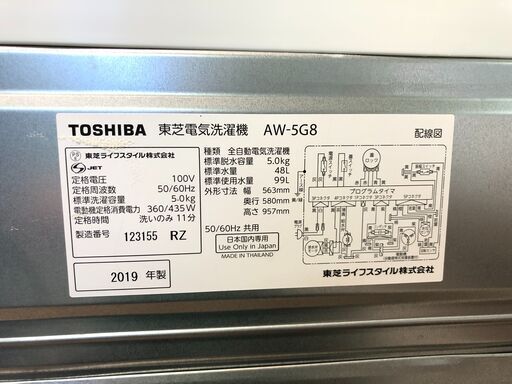 TOSHIBA 東芝電気洗濯機 AW-5G8
配線図
PS E
東芝ライフスタイル株式会社
JET
定格電圧 100V
定格周波数 50/60Hz
標準洗濯容量 5.0kg
電動機定格消費電力 360/435W
定格時間 洗いのみ 11分
製造番号 123155 RZ
2019 年製
種類 全自動電気洗濯機
標準脱水容量 5.0kg
標準水量 48L
標準使用水量 99L
外形寸法 幅 563mm
奥行 580mm
高さ 957mm
50/60Hz 共用
日本国内専用
Use Only in Japan
MADE IN THAILAND
プログラムタイマ
東芝ライフスタイル株式会社